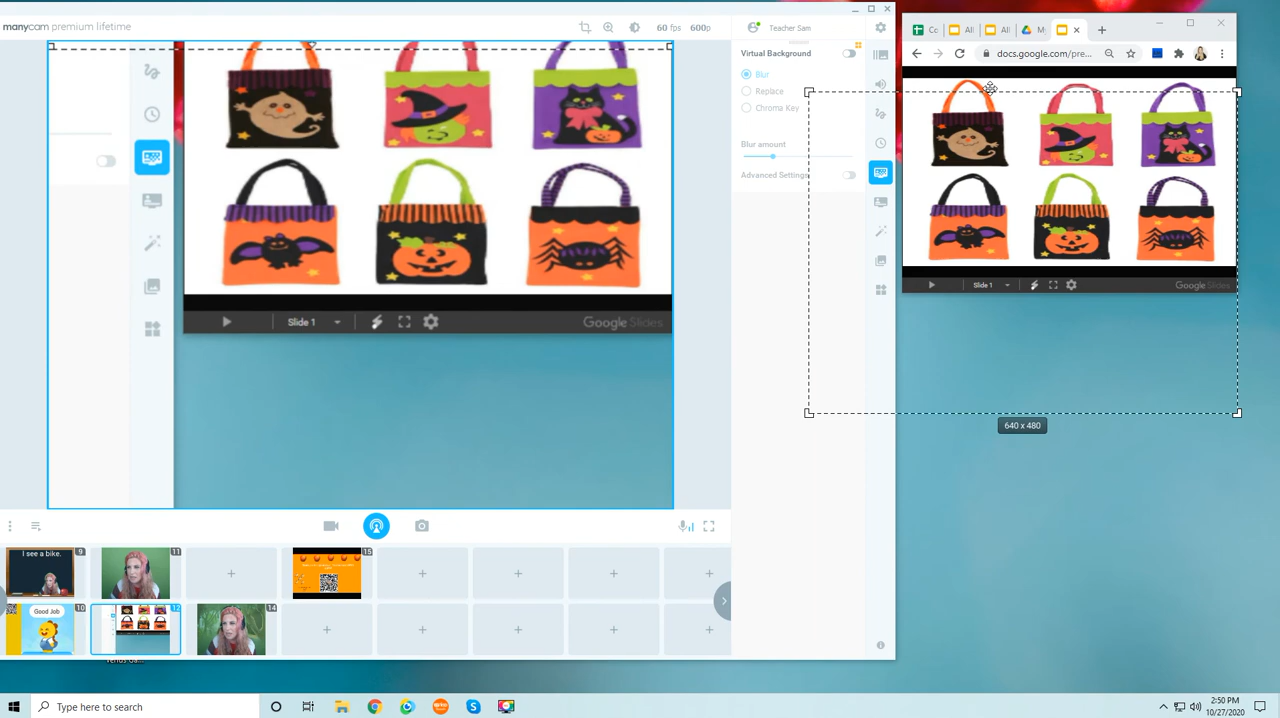 manycam premium lifetime
60 fps
600p
Teacher Sam
Virtual Background
Blur
Replace
Chroma Key
Blur amount
Advanced Settings
docs.google.com/pre...
Slide 1
Google Slides
640 x 480
Slide 1
Google Slides
I see a bike.
9
11
15
Good Job
10
12
14
Type here to search
2:50 PM
10/27/2020